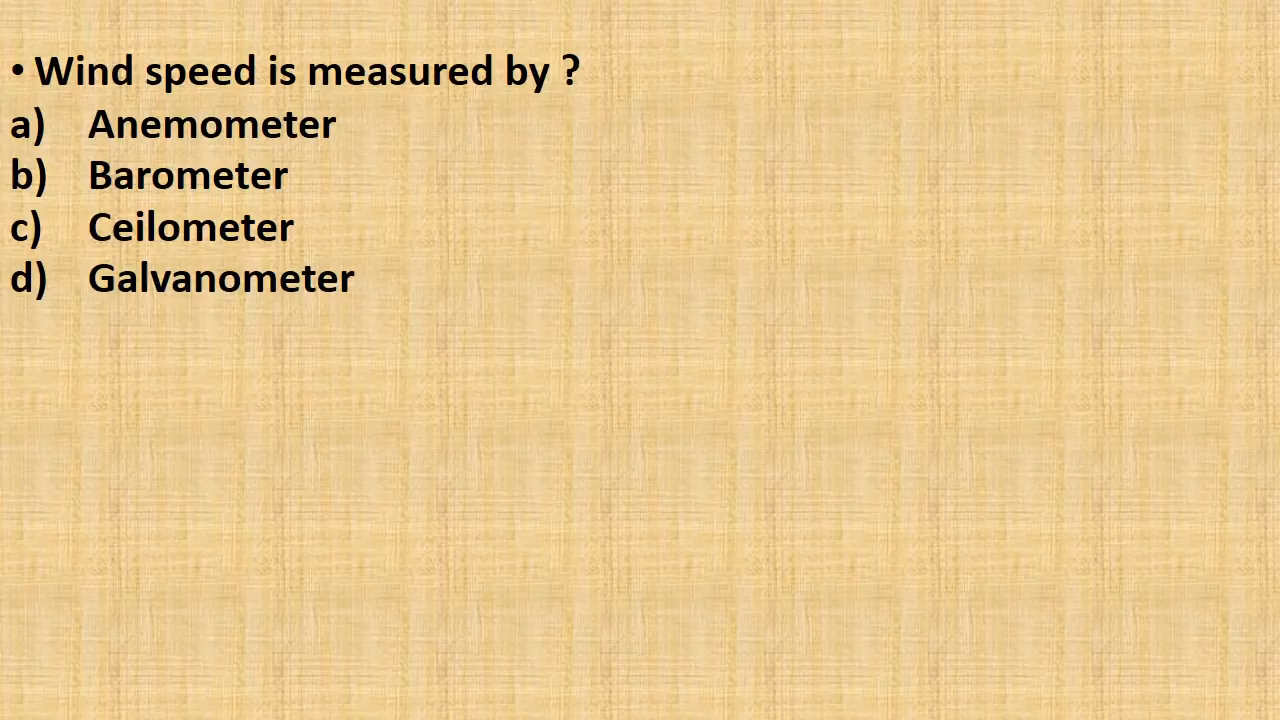 • Wind speed is measured by ?
a) Anemometer
b) Barometer
c) Ceilometer
d) Galvanometer